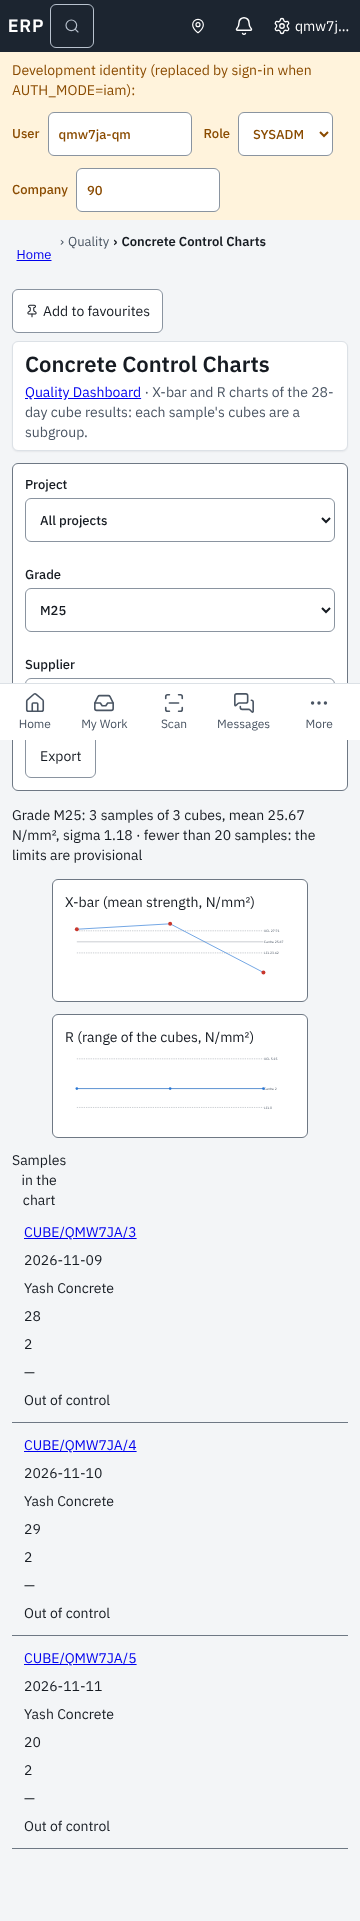 ERP
qmw7j...
Development identity (replaced by sign-in when
AUTH_MODE=iam):
User qmw7ja-qm Role SYSADM
Company 90
Home › Quality › Concrete Control Charts
Add to favourites
Concrete Control Charts
Quality Dashboard · X-bar and R charts of the 28-
day cube results: each sample's cubes are a
subgroup.
Project
All projects
Grade
M25
Supplier
Home My Work Scan Messages More
Export
Grade M25: 3 samples of 3 cubes, mean 25.67
N/mm², sigma 1.18 · fewer than 20 samples: the
limits are provisional
X-bar (mean strength, N/mm²)
R (range of the cubes, N/mm²)
Samples
in the
chart
CUBE/QMW7JA/3
2026-11-09
Yash Concrete
28
2
—
Out of control
CUBE/QMW7JA/4
2026-11-10
Yash Concrete
29
2
—
Out of control
CUBE/QMW7JA/5
2026-11-11
Yash Concrete
20
2
—
Out of control